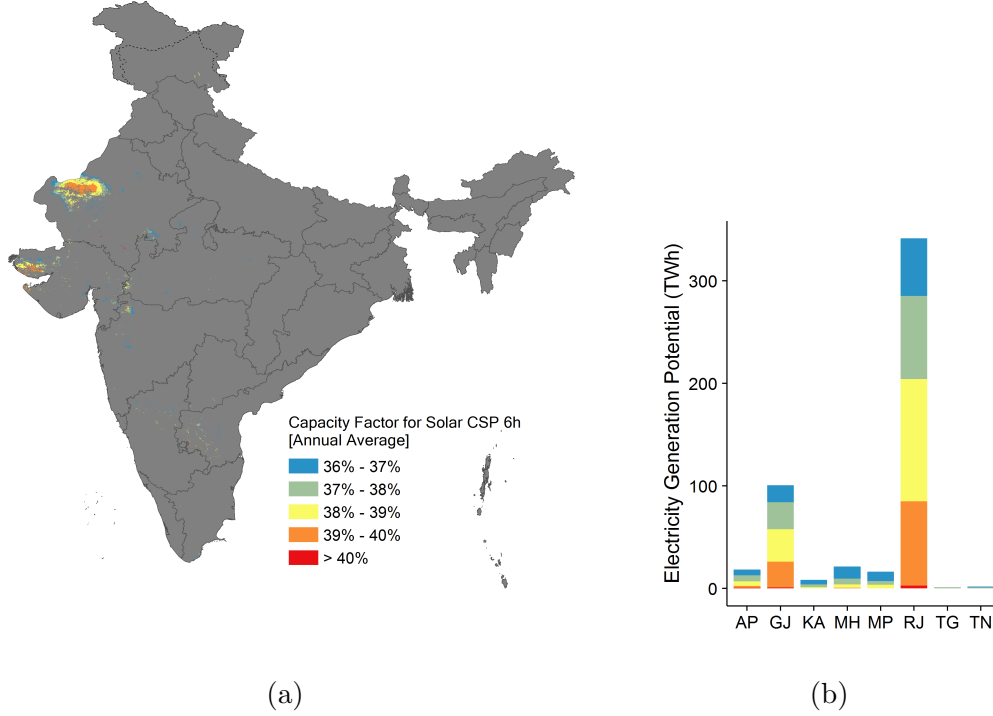 Capacity Factor for Solar CSP 6h
[Annual Average]
36% - 37%
37% - 38%
38% - 39%
39% - 40%
> 40%
Electricity Generation Potential (TWh)
300
200
100
0
AP GJ KA MH MP RJ TG TN
(a)
(b)